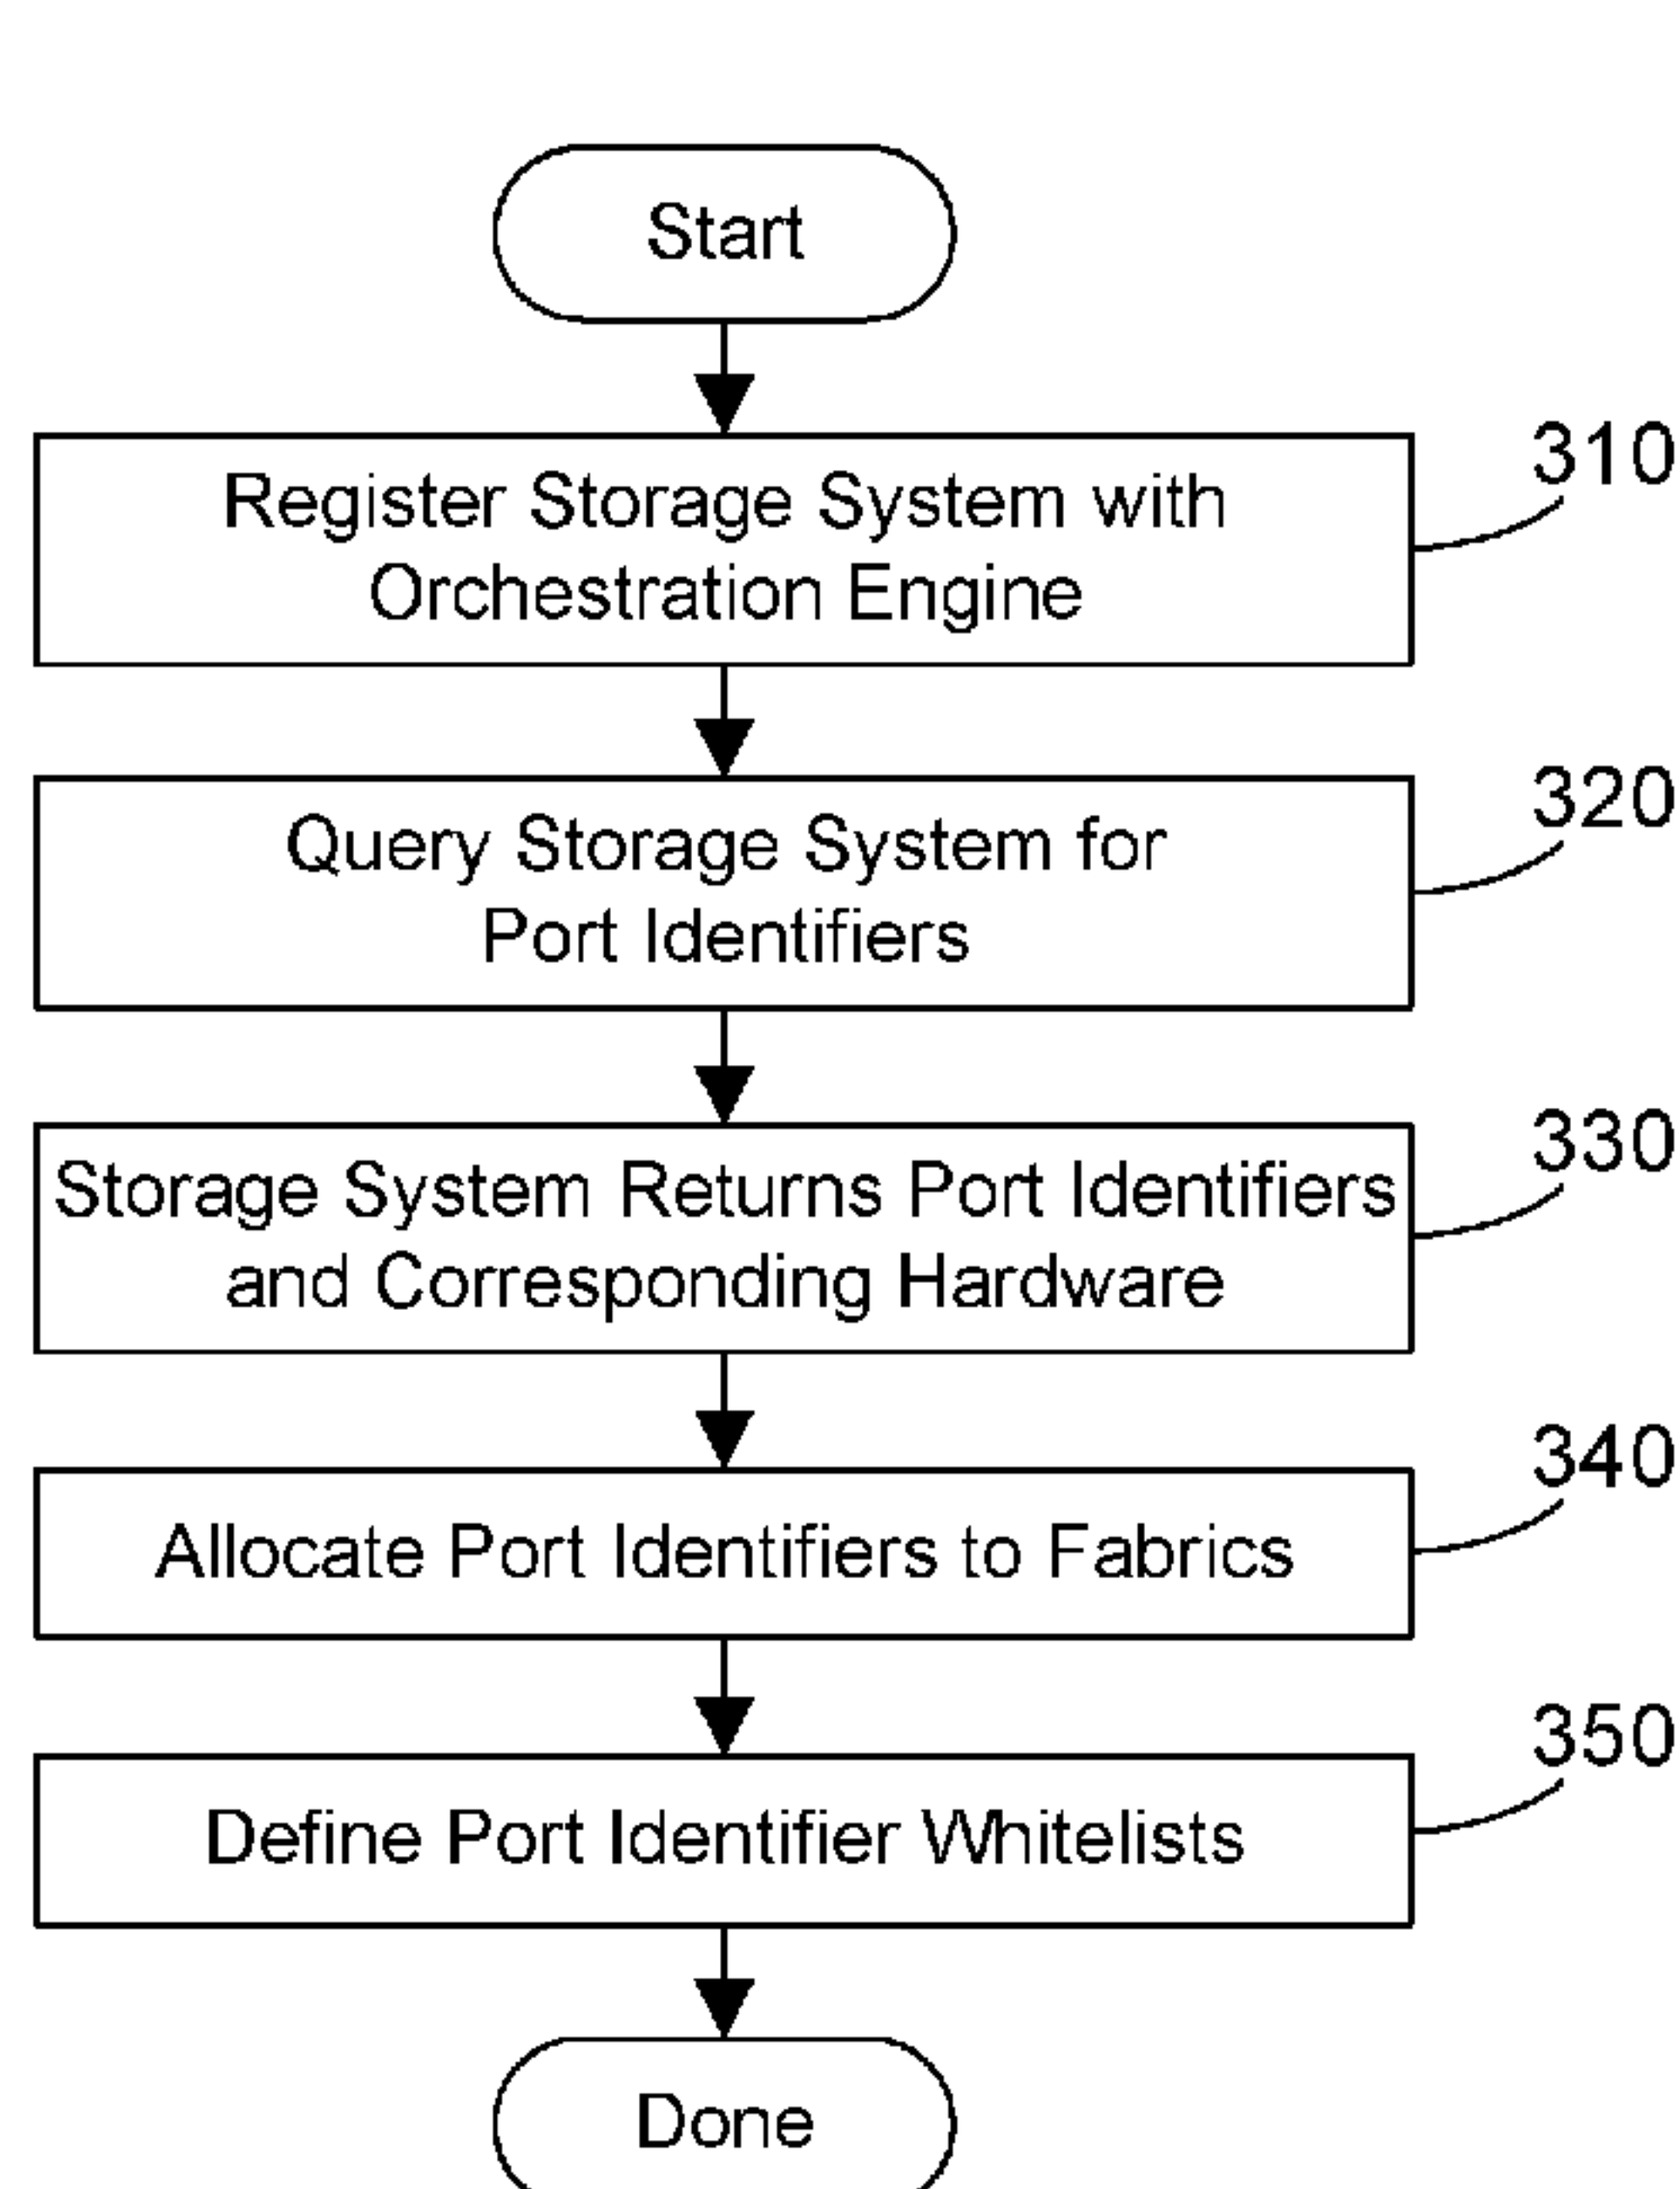 Start
310
Register Storage System with
Orchestration Engine
320
Query Storage System for
Port Identifiers
330
Storage System Returns Port Identifiers
and Corresponding Hardware
340
Allocate Port Identifiers to Fabrics
350
Define Port Identifier Whitelists
Done